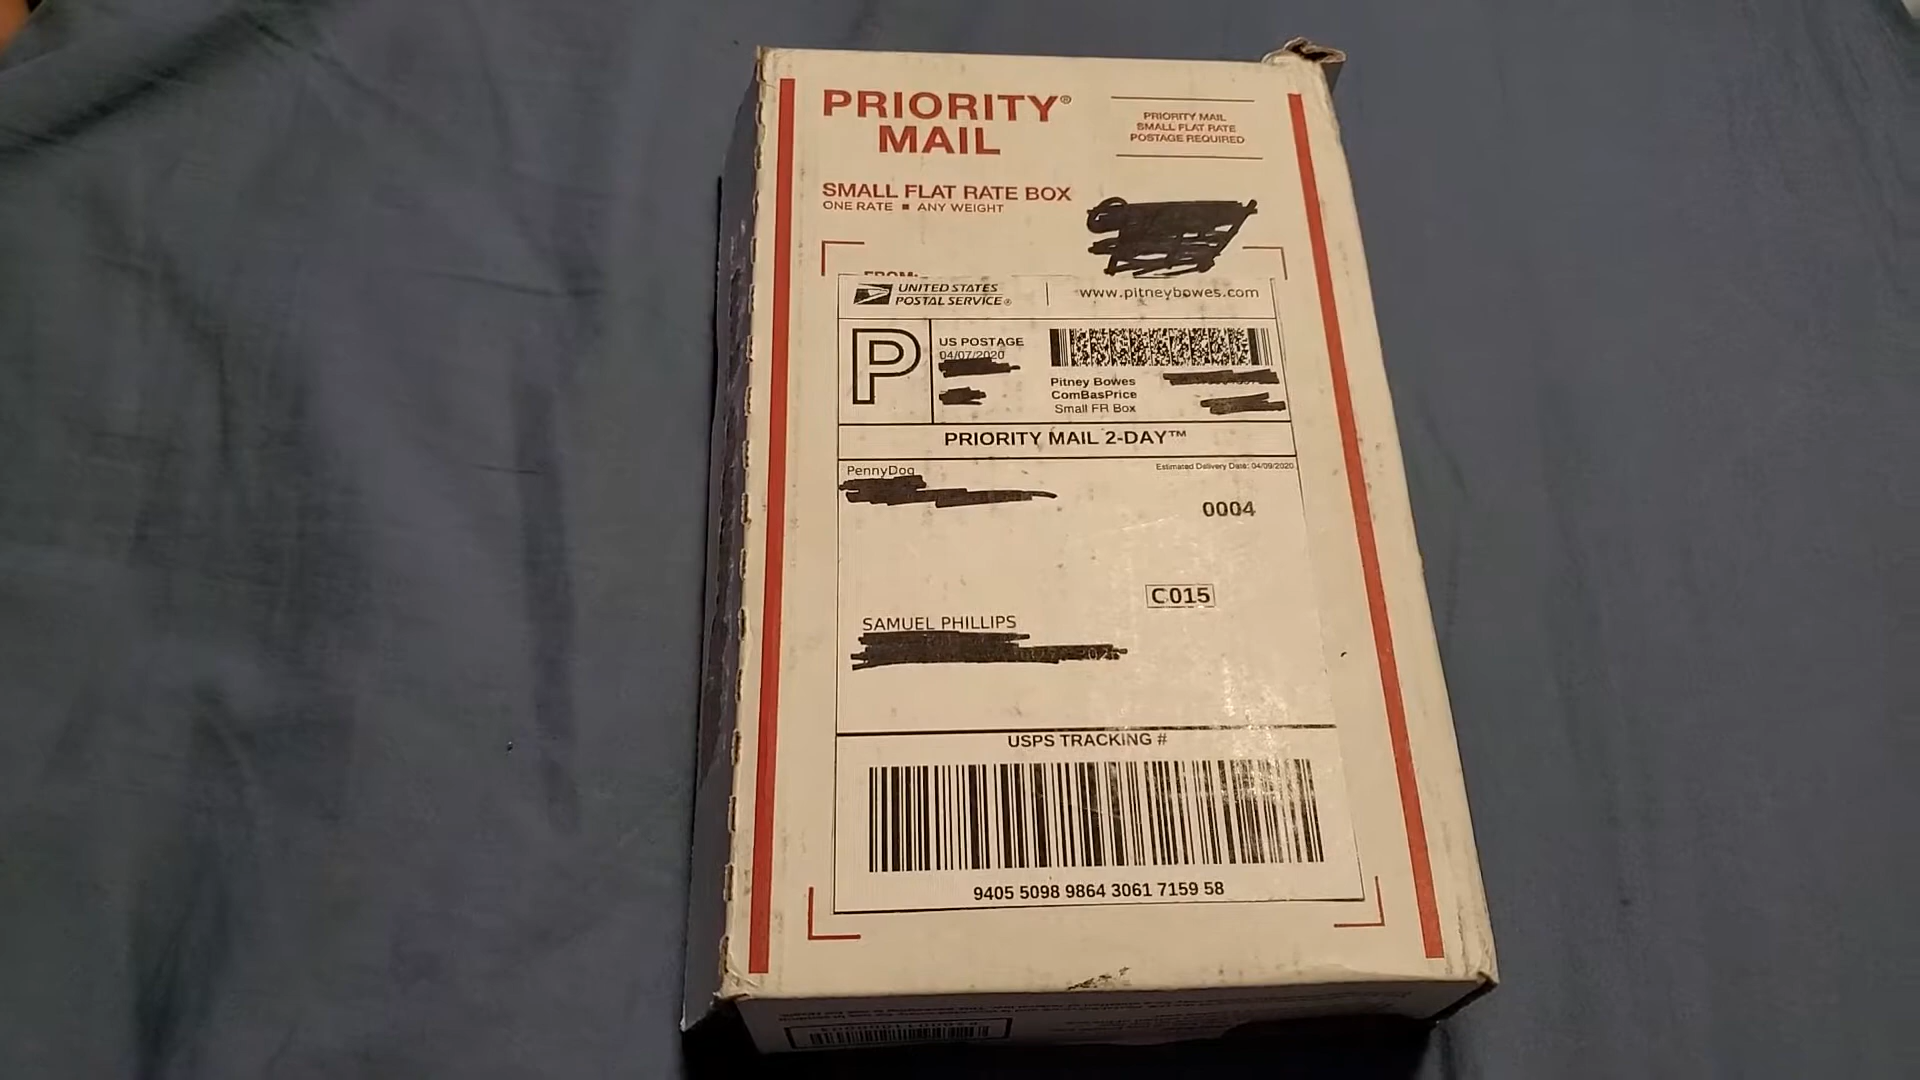 PRIORITY®
MAIL
PRIORITY MAIL
SMALL FLAT RATE
POSTAGE REQUIRED
SMALL FLAT RATE BOX
ONE RATE ■ ANY WEIGHT
FROM:
UNITED STATES
POSTAL SERVICE®
www.pitneybowes.com
P
US POSTAGE
04/07/2020
Pitney Bowes
ComBasPrice
Small FR Box
PRIORITY MAIL 2-DAY™
PennyDog
Estimated Delivery Date: 04/09/2020
0004
C015
SAMUEL PHILLIPS
USPS TRACKING #
9405 5098 9864 3061 7159 58